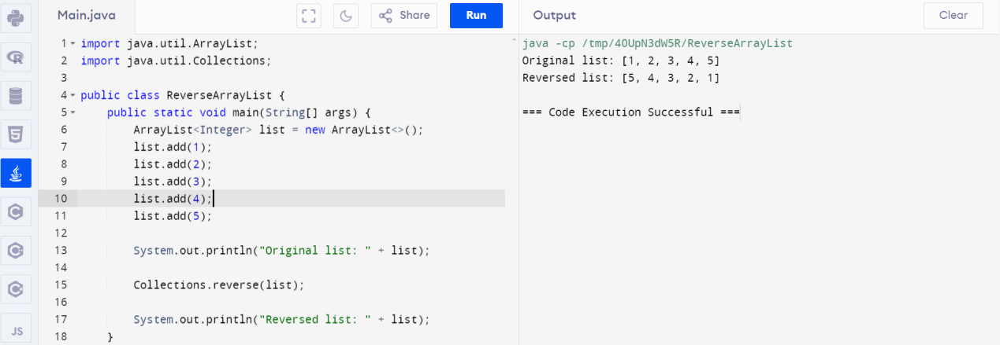 Main.java
Share
Run
Output
Clear
1 import java.util.ArrayList;
2 import java.util.Collections;
3
4 public class ReverseArrayList {
5     public static void main(String[] args) {
6         ArrayList<Integer> list = new ArrayList<>();
7         list.add(1);
8         list.add(2);
9         list.add(3);
10         list.add(4);
11         list.add(5);
12
13         System.out.println("Original list: " + list);
14
15         Collections.reverse(list);
16
17         System.out.println("Reversed list: " + list);
18     }
java -cp /tmp/4OUpN3dW5R/ReverseArrayList
Original list: [1, 2, 3, 4, 5]
Reversed list: [5, 4, 3, 2, 1]
=== Code Execution Successful ===
R
5
C
C
C
JS